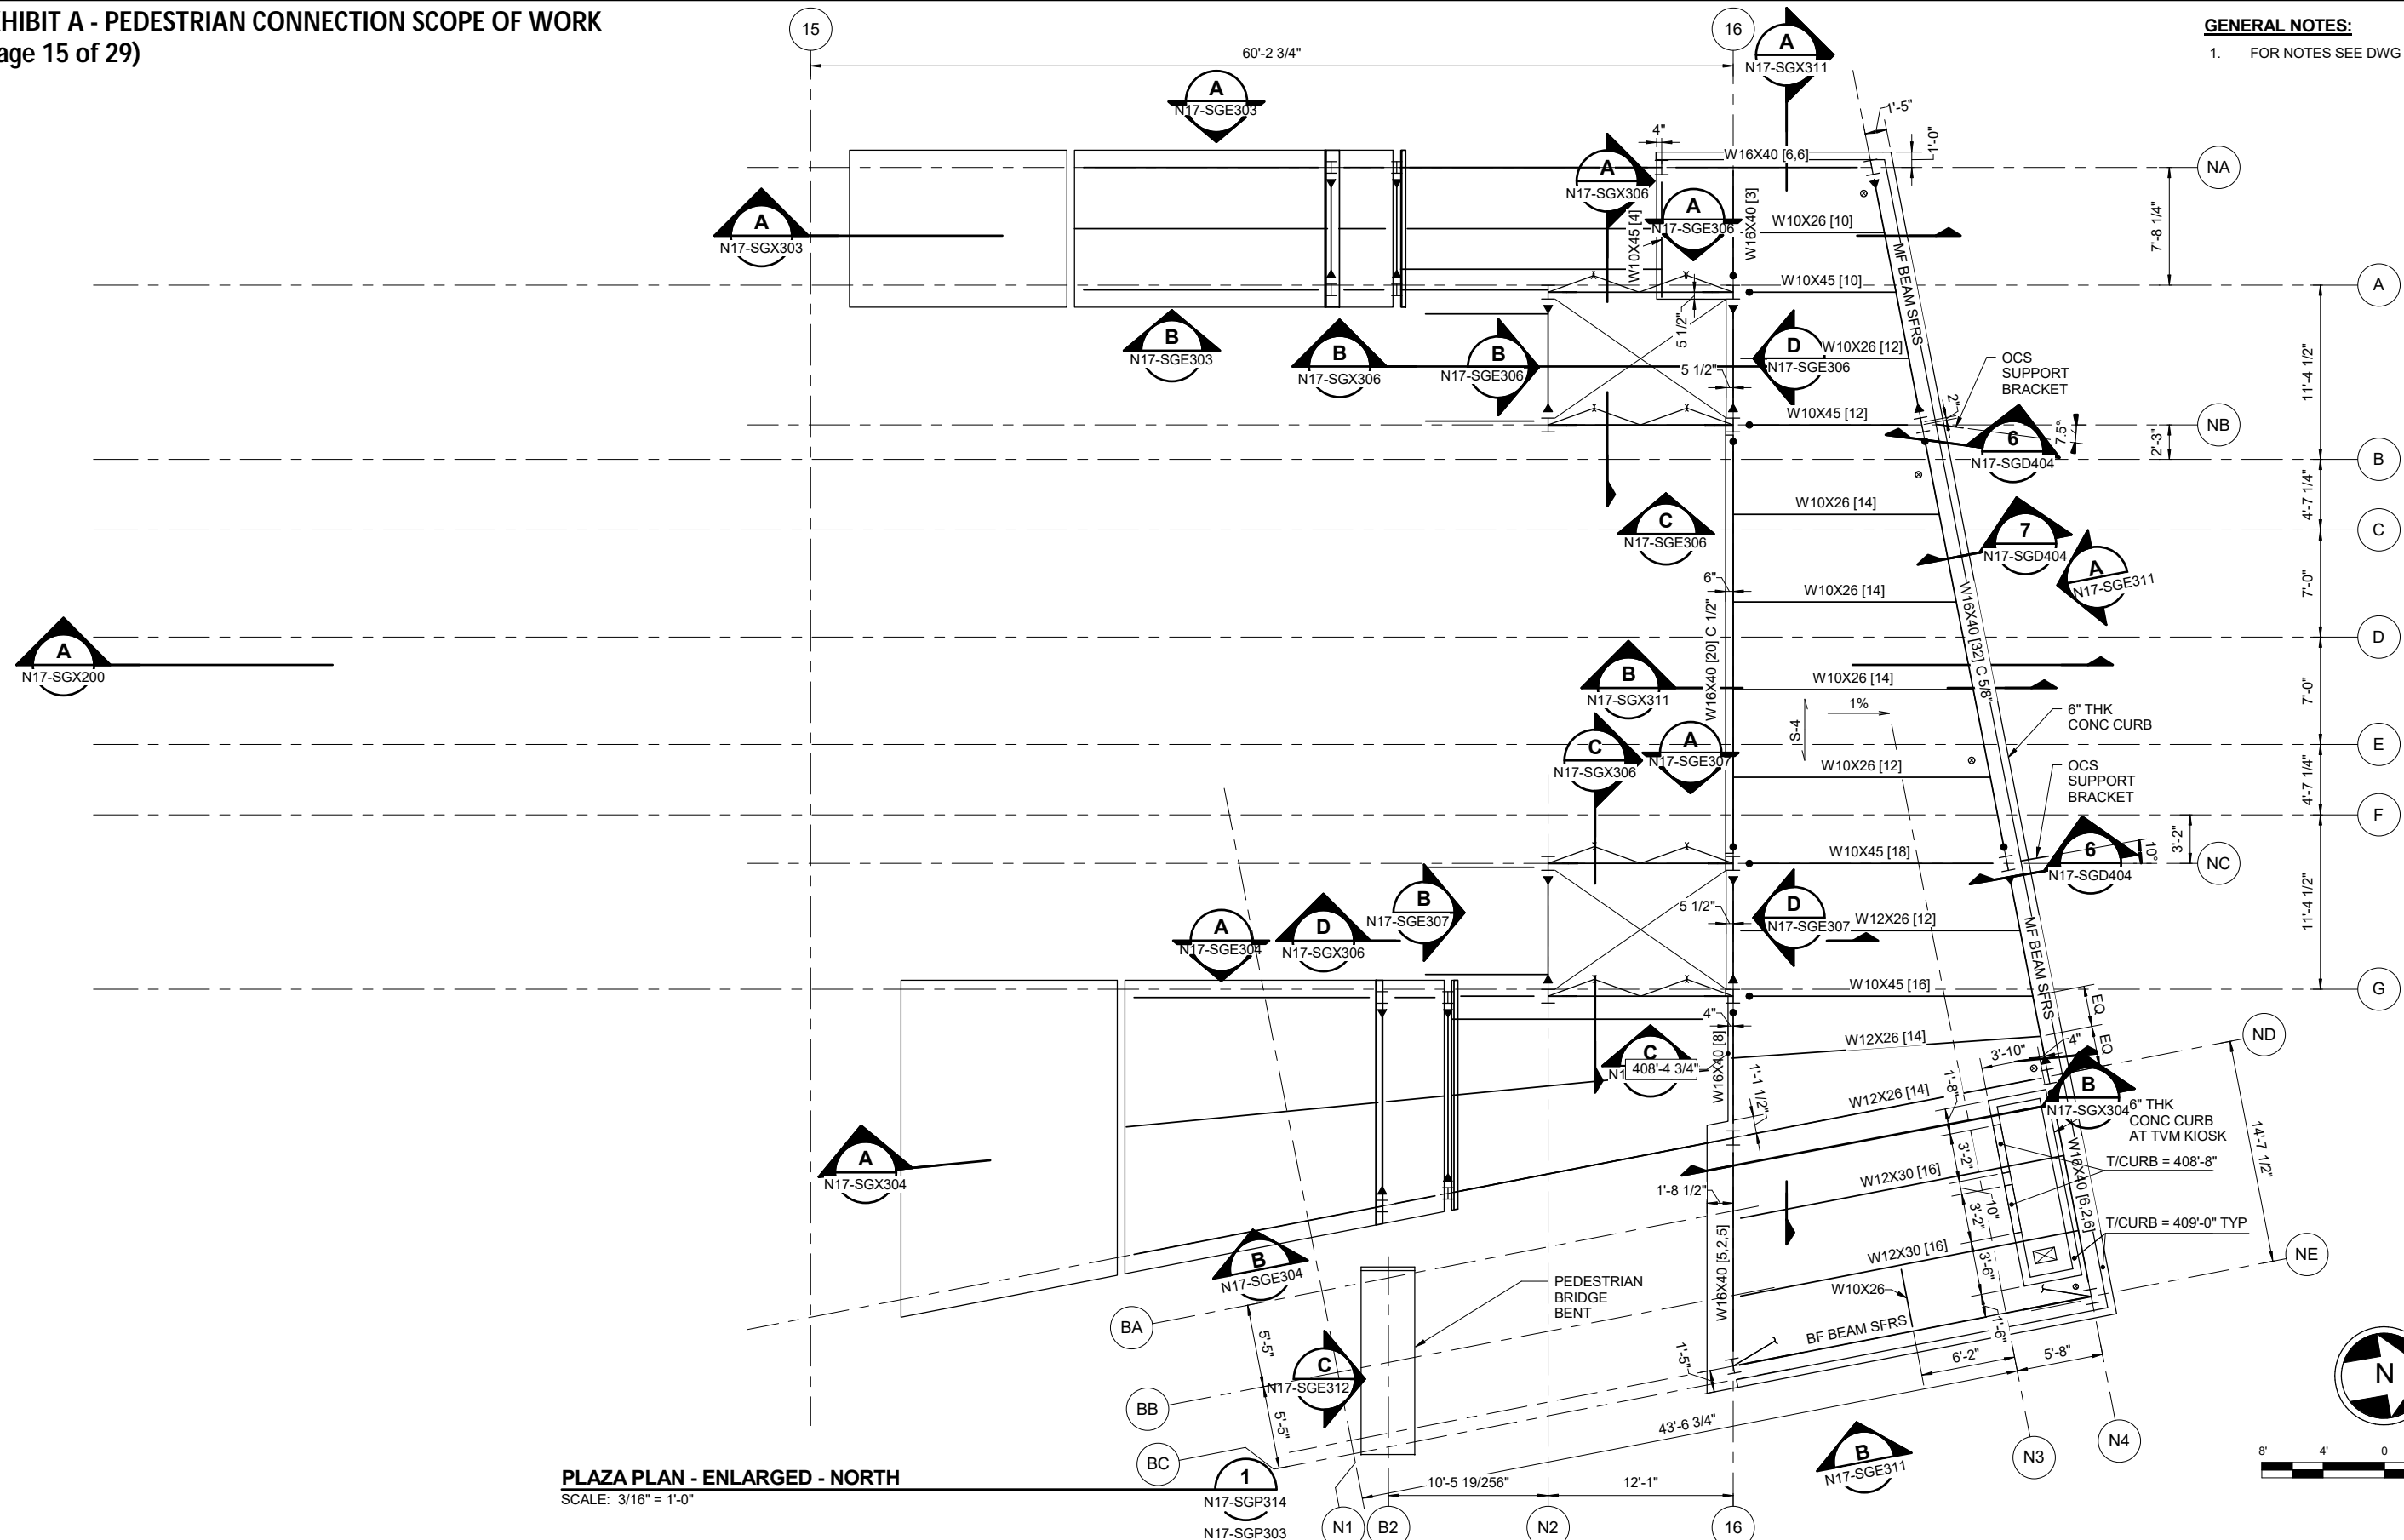 HIBIT A - PEDESTRIAN CONNECTION SCOPE OF WORK
age 15 of 29)
15
16
60'-2 3/4"
A
N17-SGX311
GENERAL NOTES:
1. FOR NOTES SEE DWG
A
N17-SGE303
4"
1'-5"
1'-0"
W16X40 [6,6]
NA
A
N17-SGX306
A
N17-SGX303
A
N17-SGE306
W10X45 [4]
W16X40 [3]
W10X26 [10]
MF BEAM SFRS
7'-8 1/4"
W10X45 [10]
A
5 1/2"
B
N17-SGE303
B
N17-SGX306
B
N17-SGE306
5 1/2"
D
N17-SGE306
W10X26 [12]
OCS
SUPPORT
BRACKET
11'-4 1/2"
W10X45 [12]
2"
7.5°
6
N17-SGD404
2'-3"
NB
B
W10X26 [14]
4'-7 1/4"
C
N17-SGE306
7
N17-SGD404
C
A
N17-SGE311
6"
W10X26 [14]
7'-0"
W16X40 [20] C 1/2"
W16X40 [32] C 5/8"
D
A
N17-SGX200
B
N17-SGX311
W10X26 [14]
S-4
1%
7'-0"
6" THK
CONC CURB
C
N17-SGX306
A
N17-SGE307
E
W10X26 [12]
OCS
SUPPORT
BRACKET
4'-7 1/4"
F
3'-2"
10°
W10X45 [18]
6
N17-SGD404
NC
B
N17-SGE307
5 1/2"
D
N17-SGE307
W12X26 [12]
11'-4 1/2"
A
N17-SGE304
D
N17-SGX306
MF BEAM SFRS
W10X45 [16]
G
4"
EQ
EQ
W12X26 [14]
C
N1
408'-4 3/4"
W16X40 [8]
1'-1 1/2"
3'-10"
4"
ND
1'-8"
W12X26 [14]
B
N17-SGX304
6" THK
CONC CURB
AT TVM KIOSK
14'-7 1/2"
A
N17-SGX304
3'-2"
T/CURB = 408'-8"
W12X30 [16]
W16X40 [6,2,6]
1'-8 1/2"
10"
3'-2"
T/CURB = 409'-0" TYP
W16X40 [5,2,5]
W12X30 [16]
3'-6"
NE
B
N17-SGE304
PEDESTRIAN
BRIDGE
BENT
W10X26
BA
BF BEAM SFRS
1'-6"
5'-5"
C
N17-SGE312
1'-5"
6'-2"
5'-8"
N
BB
5'-5"
43'-6 3/4"
BC
B
N17-SGE311
N3
N4
8' 4' 0
PLAZA PLAN - ENLARGED - NORTH
SCALE: 3/16" = 1'-0"
1
N17-SGP314
N17-SGP303
10'-5 19/256"
12'-1"
N1
B2
N2
16